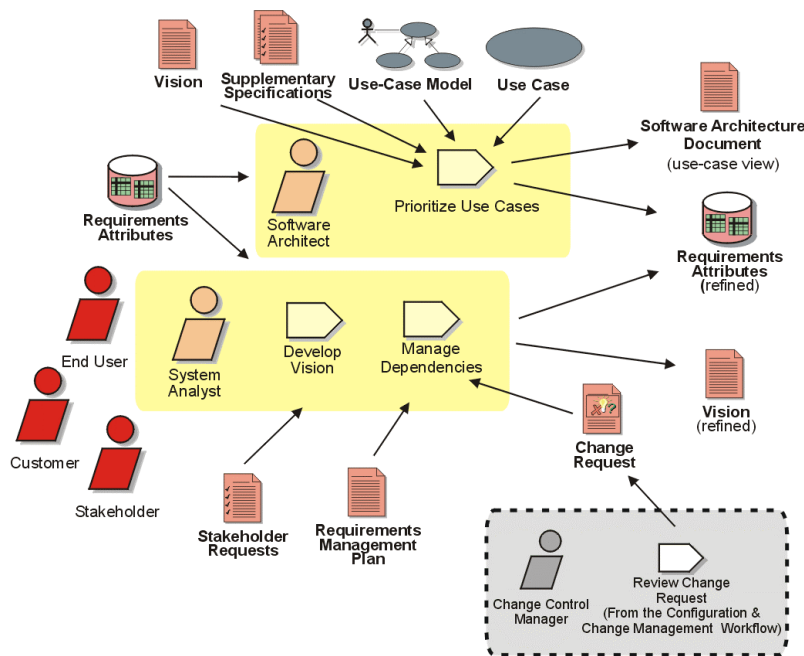 Vision
Supplementary
Specifications
Use-Case Model
Use Case
Software Architecture
Document
(use-case view)
Requirements
Attributes
Software
Architect
Prioritize Use Cases
Requirements
Attributes
(refined)
End User
System
Analyst
Develop
Vision
Manage
Dependencies
Vision
(refined)
Customer
Stakeholder
Stakeholder
Requests
Requirements
Management
Plan
Change
Request
Change Control
Manager
Review Change
Request
(From the Configuration &
Change Management Workflow)